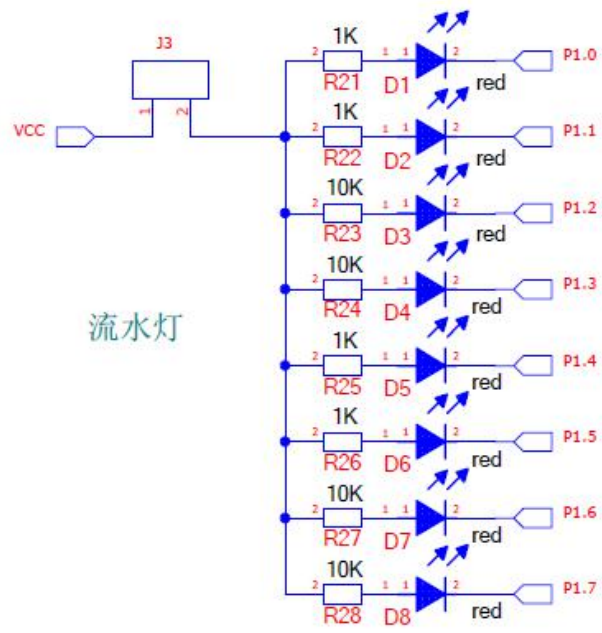 J3
1 2
VCC
流水灯
1K
2 R21 1 D1 1 2 red P1.0
1K
2 R22 1 D2 1 2 red P1.1
10K
2 R23 1 D3 1 2 red P1.2
10K
2 R24 1 D4 1 2 red P1.3
1K
2 R25 1 D5 1 2 red P1.4
1K
2 R26 1 D6 1 2 red P1.5
10K
2 R27 1 D7 1 2 red P1.6
10K
2 R28 1 D8 1 2 red P1.7